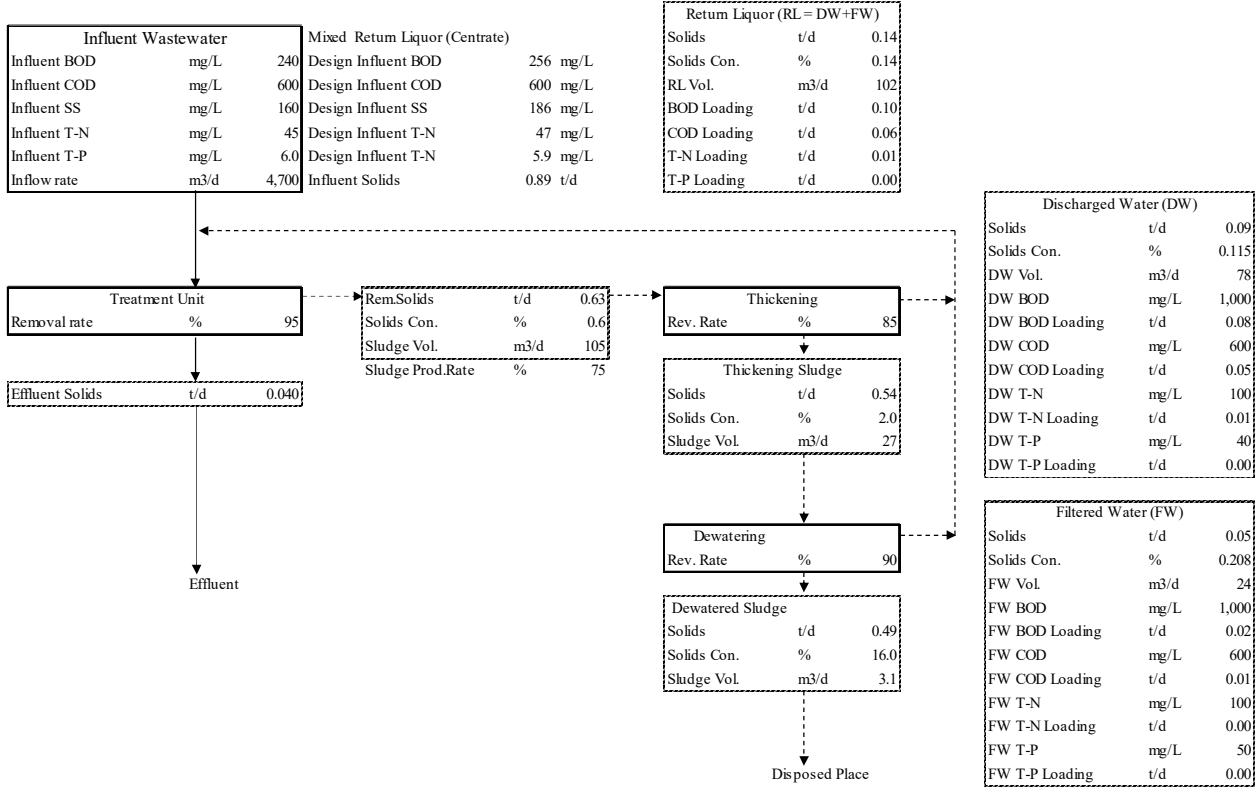 Influent Wastewater
Influent BOD mg/L 240
Influent COD mg/L 600
Influent SS mg/L 160
Influent T-N mg/L 45
Influent T-P mg/L 6.0
Inflow rate m3/d 4,700
Mixed Return Liquor (Centrate)
Design Influent BOD 256 mg/L
Design Influent COD 600 mg/L
Design Influent SS 186 mg/L
Design Influent T-N 47 mg/L
Design Influent T-N 5.9 mg/L
Influent Solids 0.89 t/d
Return Liquor (RL = DW+FW)
Solids t/d 0.14
Solids Con. % 0.14
RL Vol. m3/d 102
BOD Loading t/d 0.10
COD Loading t/d 0.06
T-N Loading t/d 0.01
T-P Loading t/d 0.00
Discharged Water (DW)
Solids t/d 0.09
Solids Con. % 0.115
DW Vol. m3/d 78
DW BOD mg/L 1,000
DW BOD Loading t/d 0.08
DW COD mg/L 600
DW COD Loading t/d 0.05
DW T-N mg/L 100
DW T-N Loading t/d 0.01
DW T-P mg/L 40
DW T-P Loading t/d 0.00
Treatment Unit
Removal rate % 95
Rem.Solids t/d 0.63
Solids Con. % 0.6
Sludge Vol. m3/d 105
Sludge Prod.Rate % 75
Thickening
Rev. Rate % 85
Effluent Solids t/d 0.040
Thickening Sludge
Solids t/d 0.54
Solids Con. % 2.0
Sludge Vol. m3/d 27
Filtered Water (FW)
Solids t/d 0.05
Solids Con. % 0.208
FW Vol. m3/d 24
FW BOD mg/L 1,000
FW BOD Loading t/d 0.02
FW COD mg/L 600
FW COD Loading t/d 0.01
FW T-N mg/L 100
FW T-N Loading t/d 0.00
FW T-P mg/L 50
FW T-P Loading t/d 0.00
Dewatering
Rev. Rate % 90
Effluent
Dewatered Sludge
Solids t/d 0.49
Solids Con. % 16.0
Sludge Vol. m3/d 3.1
Disposed Place